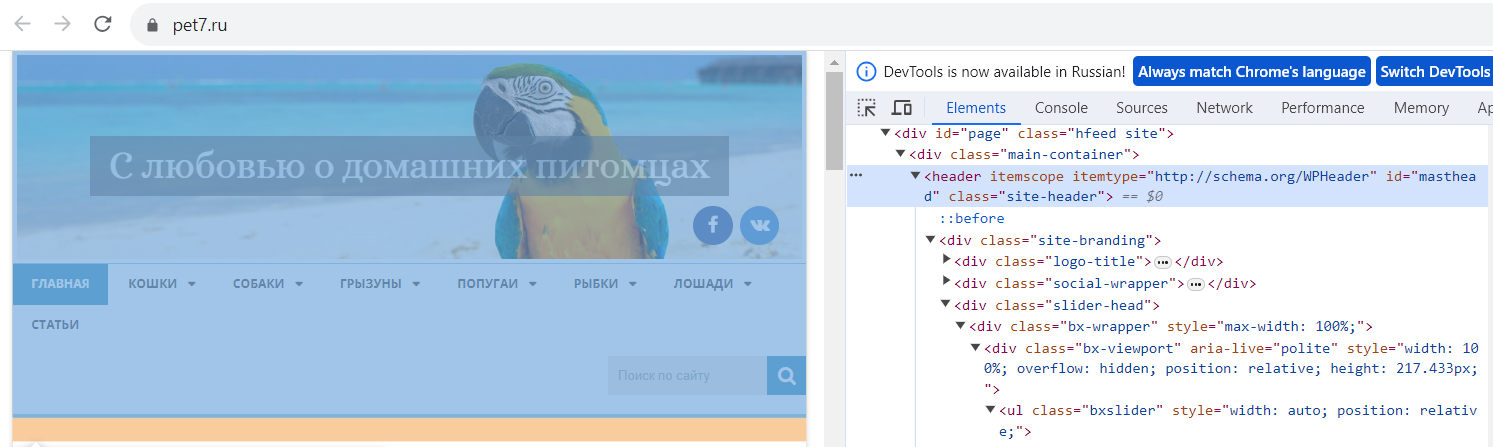 pet7.ru
С любовью о домашних питомцах
ГЛАВНАЯ КОШКИ СОБАКИ ГРЫЗУНЫ ПОПУГАИ РЫБКИ ЛОШАДИ
СТАТЬИ
Поиск по сайту
DevTools is now available in Russian! Always match Chrome's language Switch DevTools
Elements Console Sources Network Performance Memory Ap
<div id="page" class="hfeed site">
<div class="main-container">
<header itemscope itemtype="http://schema.org/WPHeader" id="masthea
d" class="site-header"> == $0
::before
<div class="site-branding">
<div class="logo-title">…</div>
<div class="social-wrapper">…</div>
<div class="slider-head">
<div class="bx-wrapper" style="max-width: 100%;">
<div class="bx-viewport" aria-live="polite" style="width: 10
0%; overflow: hidden; position: relative; height: 217.433px;
">
<ul class="bxslider" style="width: auto; position: relativ
e;">